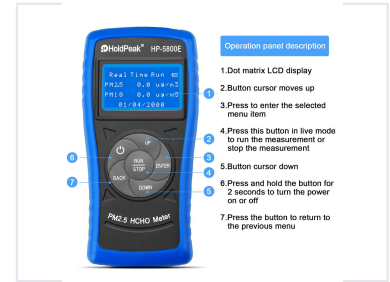 HoldPeak® HP-5800E
Real Time Run
PM2.5 0.0 ug/m3
PM10 0.0 ug/m3
01/04/2000
UP
RUN
STOP
ENTER
BACK
DOWN
PM2.5 HCHO Meter
1
2
3
4
5
6
7
Operation panel description
1.Dot matrix LCD display
2.Button cursor moves up
3.Press to enter the selected
menu item
4.Press this button in live mode
to run the measurement or
stop the measurement
5.Button cursor down
6.Press and hold the button for
2 seconds to turn the power
on or off
7.Press the button to return to
the previous menu